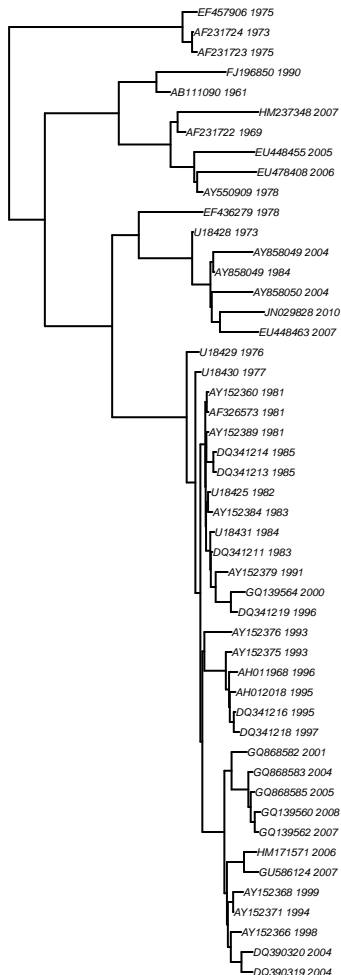 EF457906 1975
AF231724 1973
AF231723 1975
FJ196850 1990
AB111090 1961
HM237348 2007
AF231722 1969
EU448455 2005
EU478408 2006
AY550909 1978
EF436279 1978
U18428 1973
AY858049 2004
AY858049 1984
AY858050 2004
JN029828 2010
EU448463 2007
U18429 1976
U18430 1977
AY152360 1981
AF326573 1981
AY152389 1981
DQ341214 1985
DQ341213 1985
U18425 1982
AY152384 1983
U18431 1984
DQ341211 1983
AY152379 1991
GQ139564 2000
DQ341219 1996
AY152376 1993
AY152375 1993
AH011968 1996
AH012018 1995
DQ341216 1995
DQ341218 1997
GQ868582 2001
GQ868583 2004
GQ868585 2005
GQ139560 2008
GQ139562 2007
HM171571 2006
GU586124 2007
AY152368 1999
AY152371 1994
AY152366 1998
DQ390320 2004
DQ390319 2004